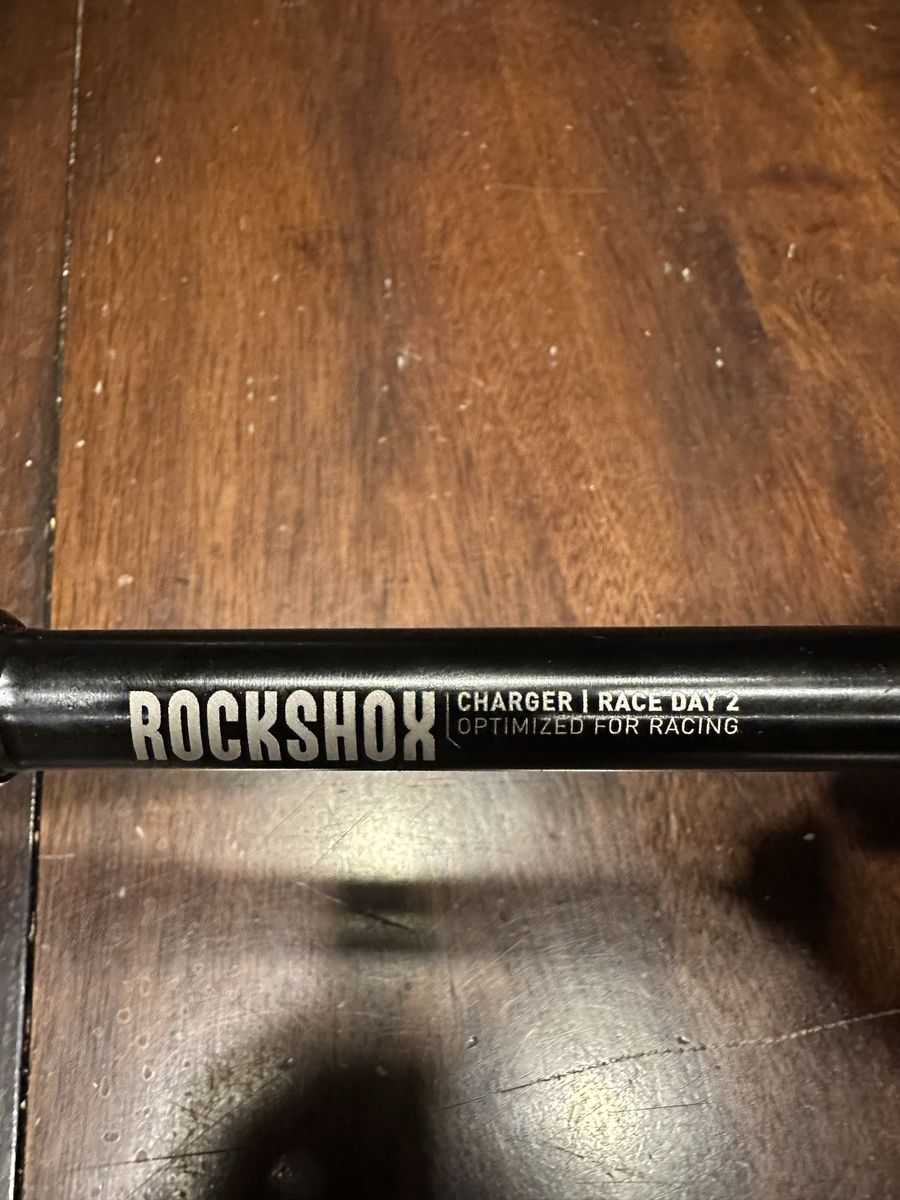 ROCKSHOX
CHARGER | RACE DAY 2
OPTIMIZED FOR RACING